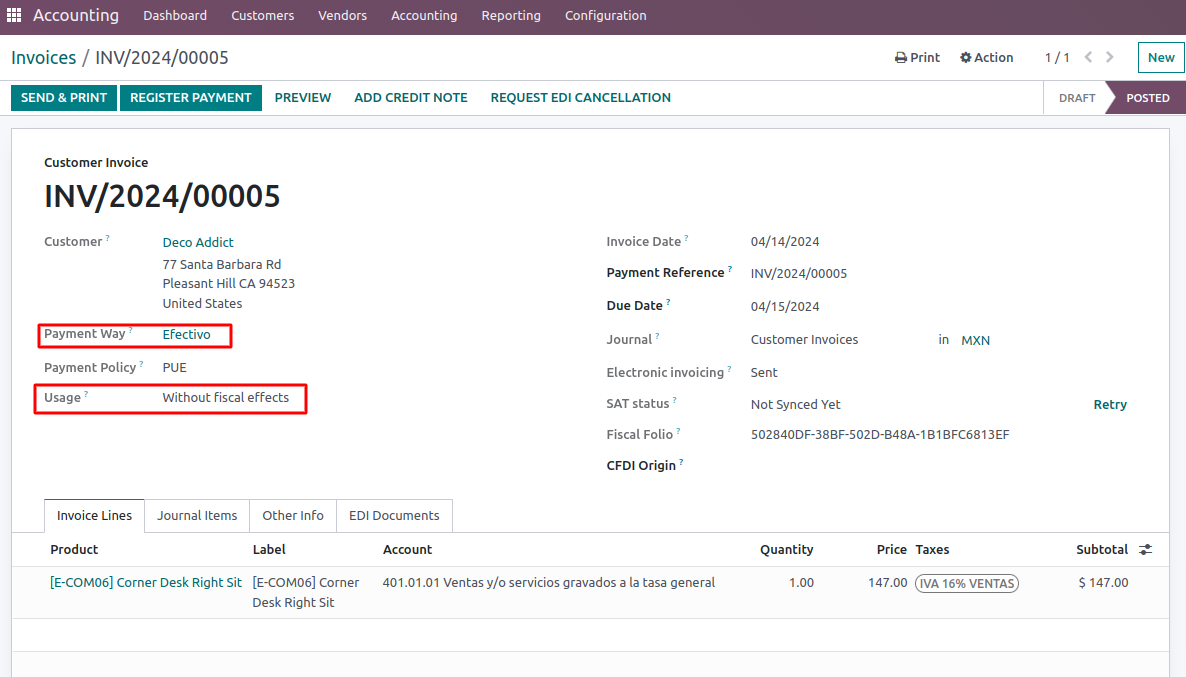 Accounting Dashboard Customers Vendors Accounting Reporting Configuration
Invoices / INV/2024/00005 Print Action 1 / 1 New
SEND & PRINT REGISTER PAYMENT PREVIEW ADD CREDIT NOTE REQUEST EDI CANCELLATION DRAFT POSTED
Customer Invoice
INV/2024/00005
Customer ? Deco Addict
77 Santa Barbara Rd
Pleasant Hill CA 94523
United States
Payment Way ? Efectivo
Payment Policy ? PUE
Usage ? Without fiscal effects
Invoice Date ? 04/14/2024
Payment Reference ? INV/2024/00005
Due Date ? 04/15/2024
Journal ? Customer Invoices in MXN
Electronic invoicing ? Sent
SAT status ? Not Synced Yet Retry
Fiscal Folio ? 502840DF-38BF-502D-B48A-1B1BFC6813EF
CFDI Origin ?
Invoice Lines Journal Items Other Info EDI Documents
Product Label Account Quantity Price Taxes Subtotal
[E-COM06] Corner Desk Right Sit [E-COM06] Corner 401.01.01 Ventas y/o servicios gravados a la tasa general 1.00 147.00 IVA 16% VENTAS $ 147.00
Desk Right Sit